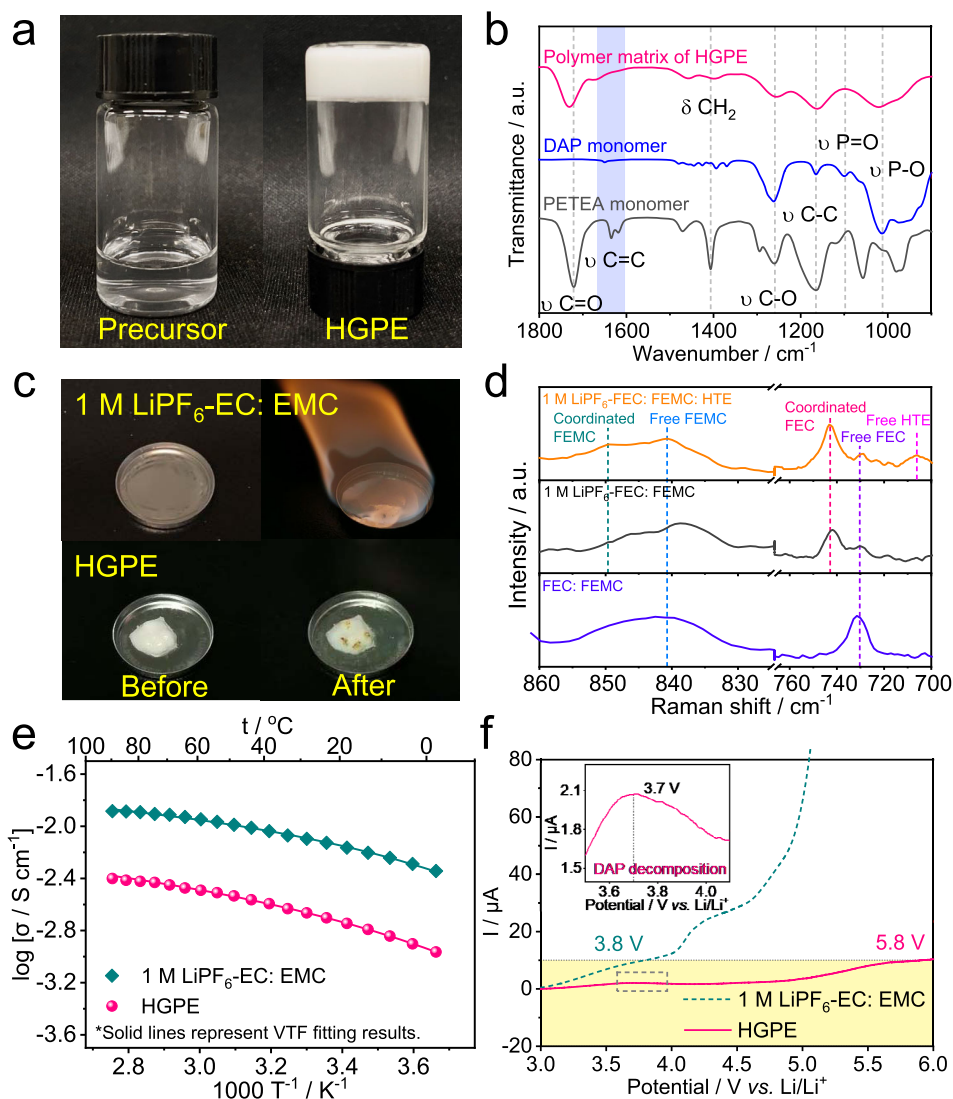 a
Precursor
HGPE
b
Polymer matrix of HGPE
δ CH2
DAP monomer
υ P=O
υ P-O
PETEA monomer
υ C-C
υ C=C
υ C=O
υ C-O
Transmittance / a.u.
1800
1600
1400
1200
1000
Wavenumber / cm-1
c
1 M LiPF6-EC: EMC
HGPE
Before
After
d
1 M LiPF6-FEC: FEMC: HTE
Coordinated
FEMC
Free FEMC
Coordinated
FEC
Free HTE
Free FEC
1 M LiPF6-FEC: FEMC
FEC: FEMC
Intensity / a.u.
860
850
840
830
760
740
720
700
Raman shift / cm-1
e
t / oC
100
80
60
40
20
0
-1.6
-2.0
-2.4
-2.8
-3.2
-3.6
log [σ / S cm-1]
1 M LiPF6-EC: EMC
HGPE
*Solid lines represent VTF fitting results.
2.8
3.0
3.2
3.4
3.6
1000 T-1 / K-1
f
80
60
40
20
0
-20
I / µA
2.1
1.8
1.5
I / µA
3.7 V
DAP decomposition
3.6
3.8
4.0
Potential / V vs. Li/Li+
3.8 V
5.8 V
1 M LiPF6-EC: EMC
HGPE
3.0
3.5
4.0
4.5
5.0
5.5
6.0
Potential / V vs. Li/Li+